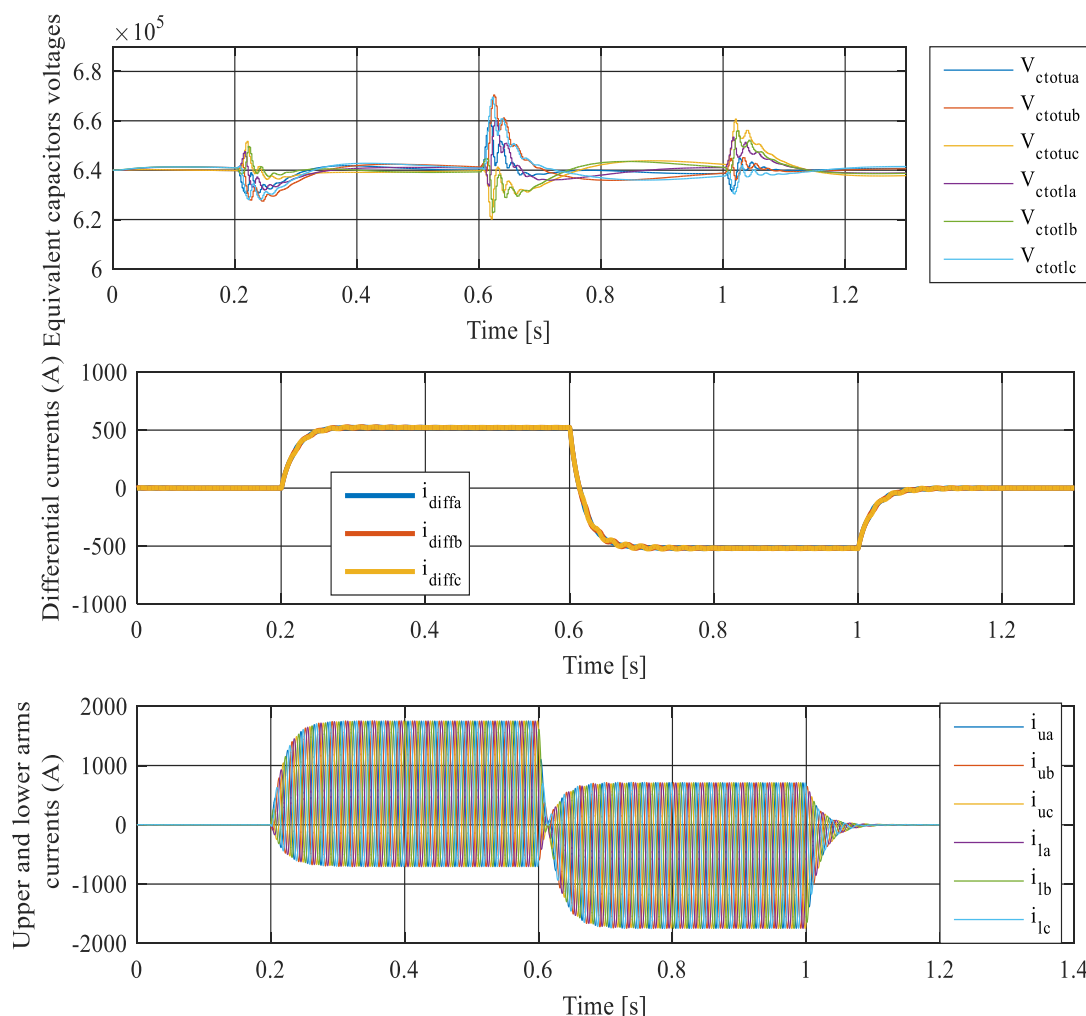 ×10⁵
6.8
6.6
6.4
6.2
6
0 0.2 0.4 0.6 0.8 1 1.2
Time [s]
Equivalent capacitors voltages
V_ctotua
V_ctotub
V_ctotuc
V_ctotla
V_ctotlb
V_ctotlc
1000
500
0
-500
-1000
0 0.2 0.4 0.6 0.8 1 1.2
Time [s]
Differential currents (A)
i_diffa
i_diffb
i_diffc
2000
1000
0
-1000
-2000
0 0.2 0.4 0.6 0.8 1 1.2 1.4
Time [s]
Upper and lower arms
currents (A)
i_ua
i_ub
i_uc
i_la
i_lb
i_lc